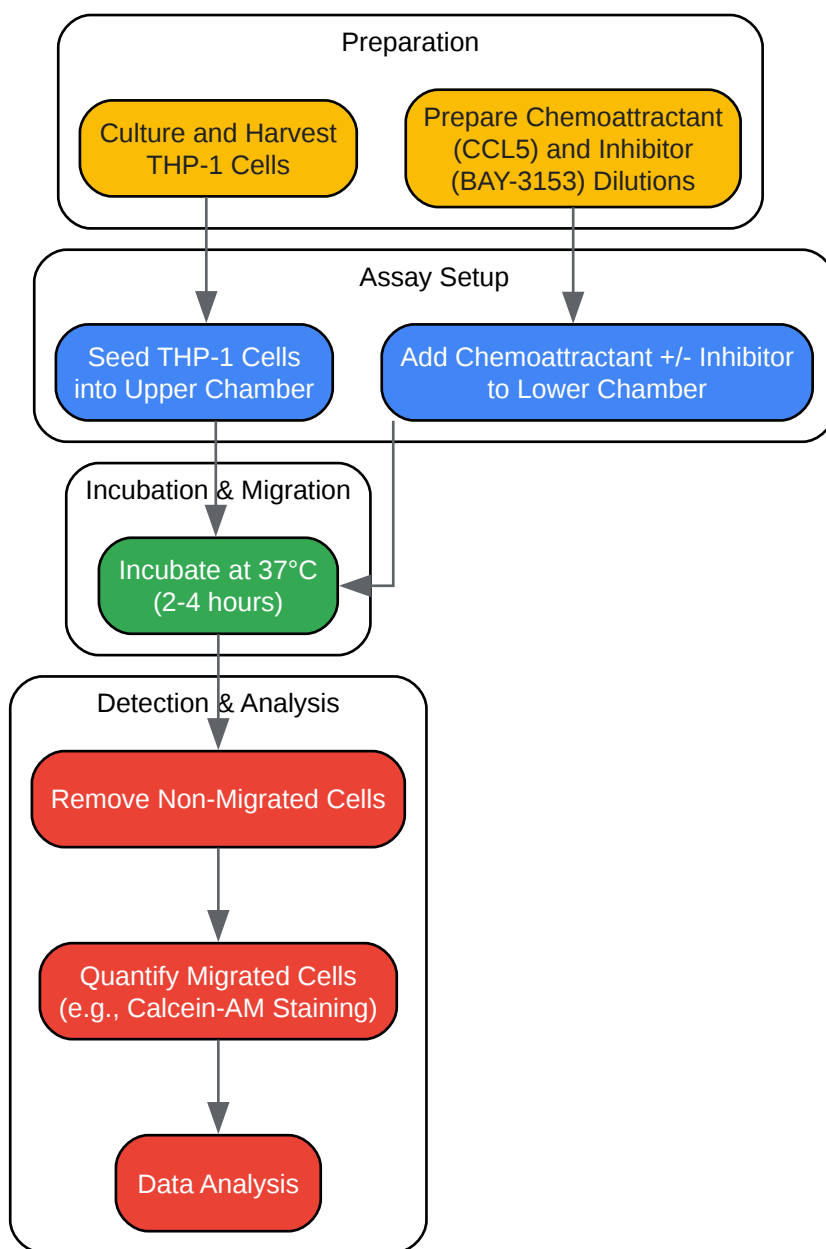 Preparation
Culture and Harvest
THP-1 Cells
Prepare Chemoattractant
(CCL5) and Inhibitor
(BAY-3153) Dilutions
Assay Setup
Seed THP-1 Cells
into Upper Chamber
Add Chemoattractant +/- Inhibitor
to Lower Chamber
Incubation & Migration
Incubate at 37°C
(2-4 hours)
Detection & Analysis
Remove Non-Migrated Cells
Quantify Migrated Cells
(e.g., Calcein-AM Staining)
Data Analysis